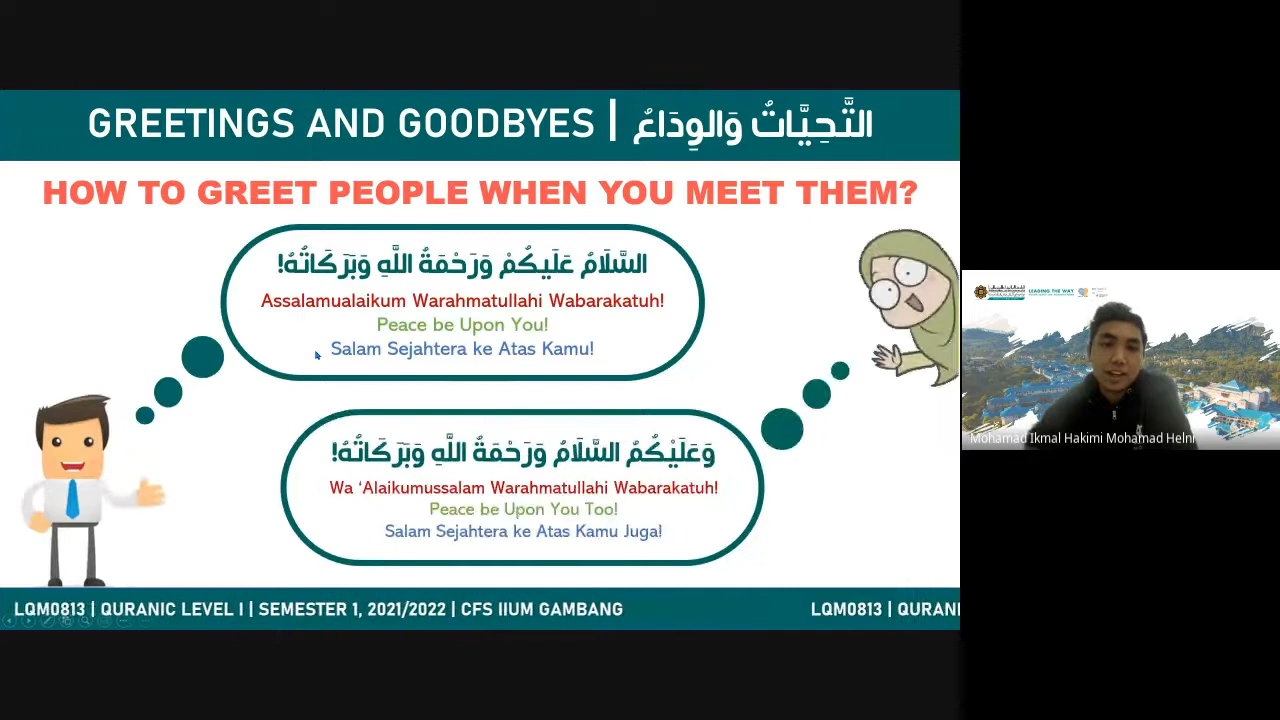 GREETINGS AND GOODBYES | التَّحِيَّاتُ وَالوِدَاعُ
HOW TO GREET PEOPLE WHEN YOU MEET THEM?
السَّلَامُ عَلَيكُمْ وَرَحْمَةُ اللَّهِ وَبَرَكَاتُهُ!
Assalamualaikum Warahmatullahi Wabarakatuh!
Peace be Upon You!
Salam Sejahtera ke Atas Kamu!
وَعَلَيْكُمُ السَّلَامُ وَرَحْمَةُ اللَّهِ وَبَرَكَاتُهُ!
Wa ‘Alaikumussalam Warahmatullahi Wabarakatuh!
Peace be Upon You Too!
Salam Sejahtera ke Atas Kamu Juga!
LQM0813 | QURANIC LEVEL I | SEMESTER 1, 2021/2022 | CFS IIUM GAMBANG
LQM0813 | QURANI
LEADING THE WAY
Mohamad Ikmal Hakimi Mohamad Helmi